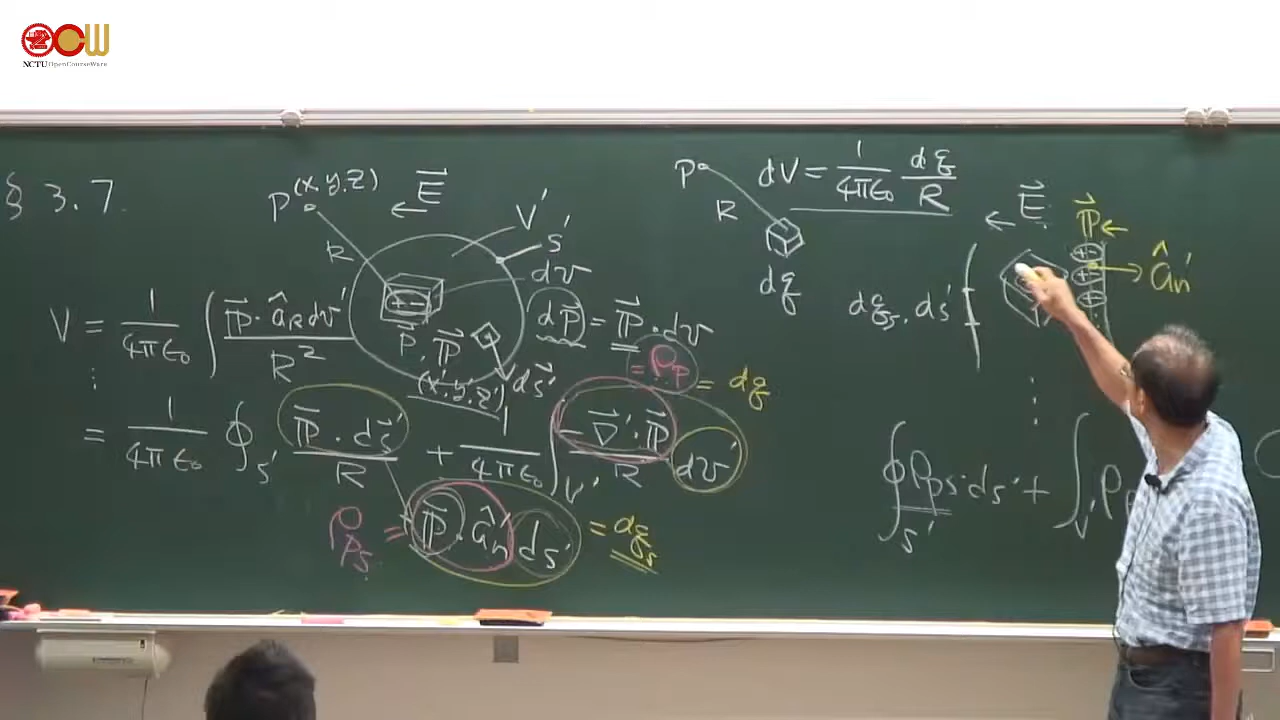 NCTU OpenCourseWare
§ 3.7.
P (x,y,z)
R
E⃗
V'
s'
dv
+ -
p⃗, ℙ⃗
(x',y',z')
ds⃗'
dp⃗ = ℙ⃗ · dv
= ρp
= dq
V = 1/4πε₀ ∫ ℙ⃗ · âR dv' / R²
= 1/4πε₀ ∮s' ℙ⃗ · ds⃗' / R + 1/4πε₀ ∫V' -∇⃗' · ℙ⃗ / R dv'
ρps = ℙ⃗ · ân' ds' = dqs
P
R
dq
dV = 1/4πε₀ dq/R
E⃗
ℙ⃗
+ -
+ -
+ -
ân'
dqs, ds'
∮s' ρps · ds' + ∫V' ρ